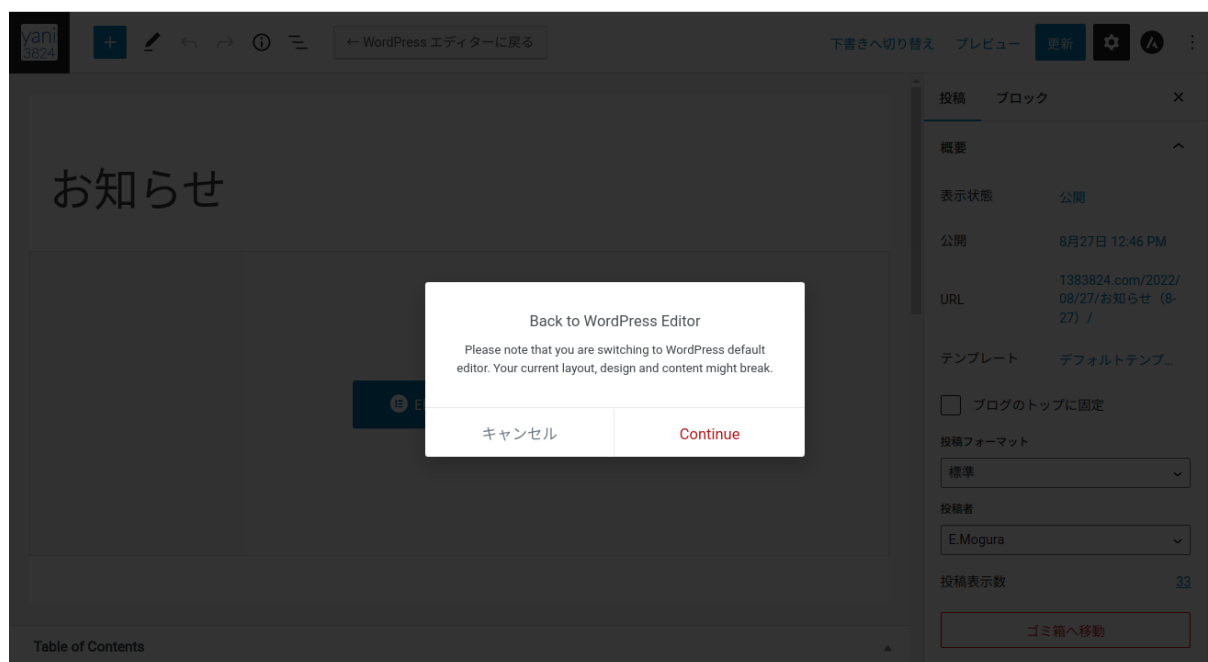 yani
3824
← WordPress エディターに戻る
下書きへ切り替え プレビュー 更新
投稿 ブロック
概要
お知らせ
表示状態 公開
公開 8月27日 12:46 PM
URL 1383824.com/2022/
08/27/お知らせ（8-
27）/
Back to WordPress Editor
Please note that you are switching to WordPress default
editor. Your current layout, design and content might break.
キャンセル Continue
テンプレート デフォルトテンプ...
ブログのトップに固定
投稿フォーマット
標準
投稿者
E.Mogura
投稿表示数 33
ゴミ箱へ移動
Table of Contents